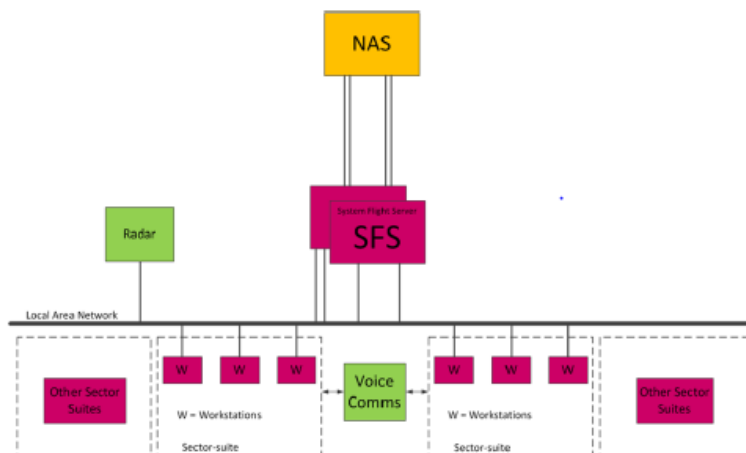 NAS
System Flight Server
SFS
Radar
Local Area Network
W
W
W
W
W
W
Voice
Comms
Other Sector
Suites
W = Workstations
Sector-suite
W = Workstations
Sector-suite
Other Sector
Suites